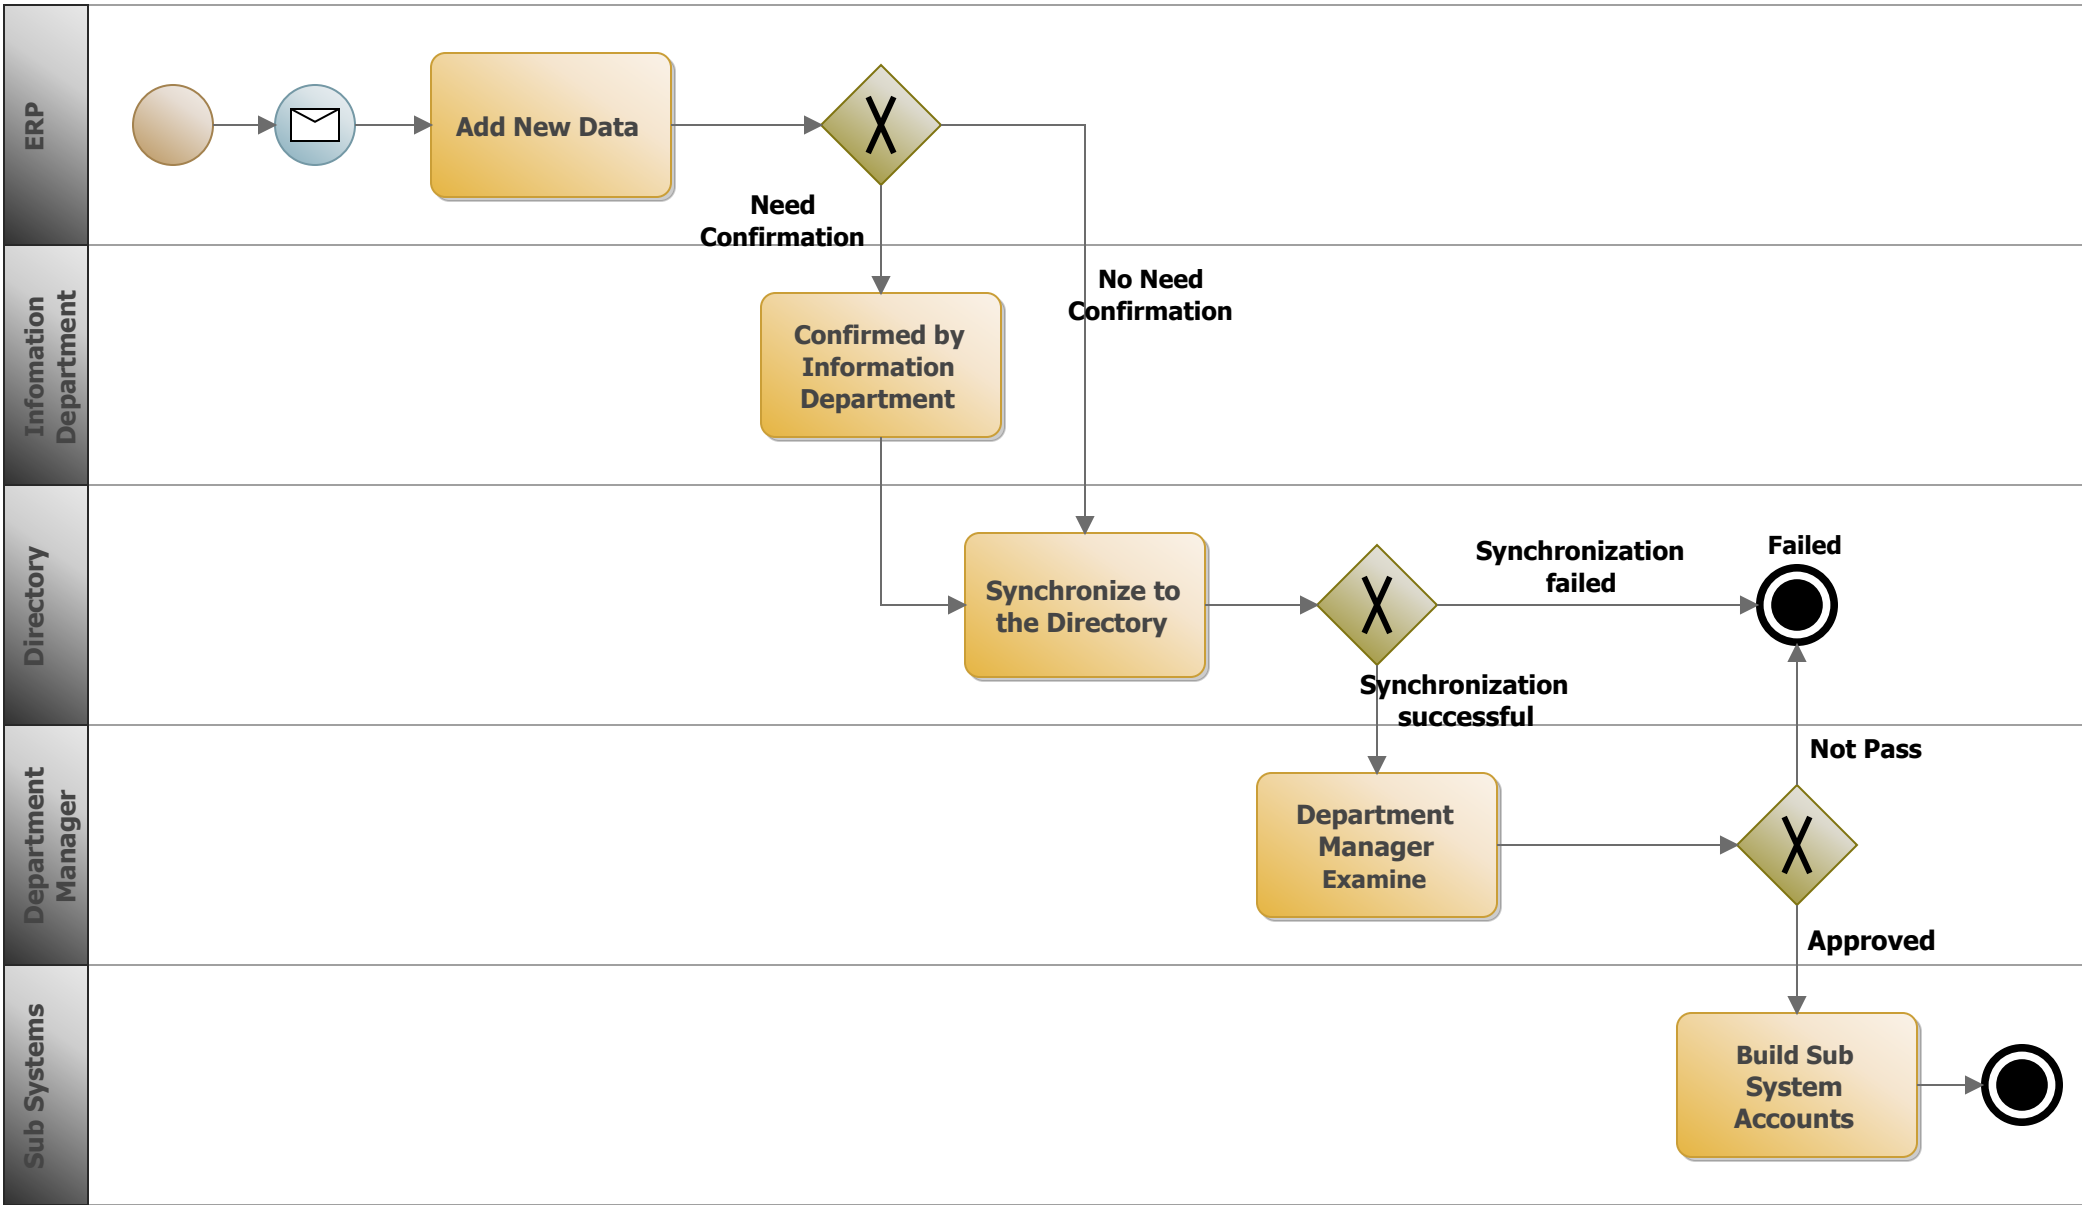 ERP
Add New Data
Need
Confirmation
Infomation
Department
No Need
Confirmation
Confirmed by
Information
Department
Directory
Synchronize to
the Directory
Synchronization
failed
Failed
Synchronization
successful
Department
Manager
Not Pass
Department
Manager
Examine
Approved
Sub Systems
Build Sub
System
Accounts